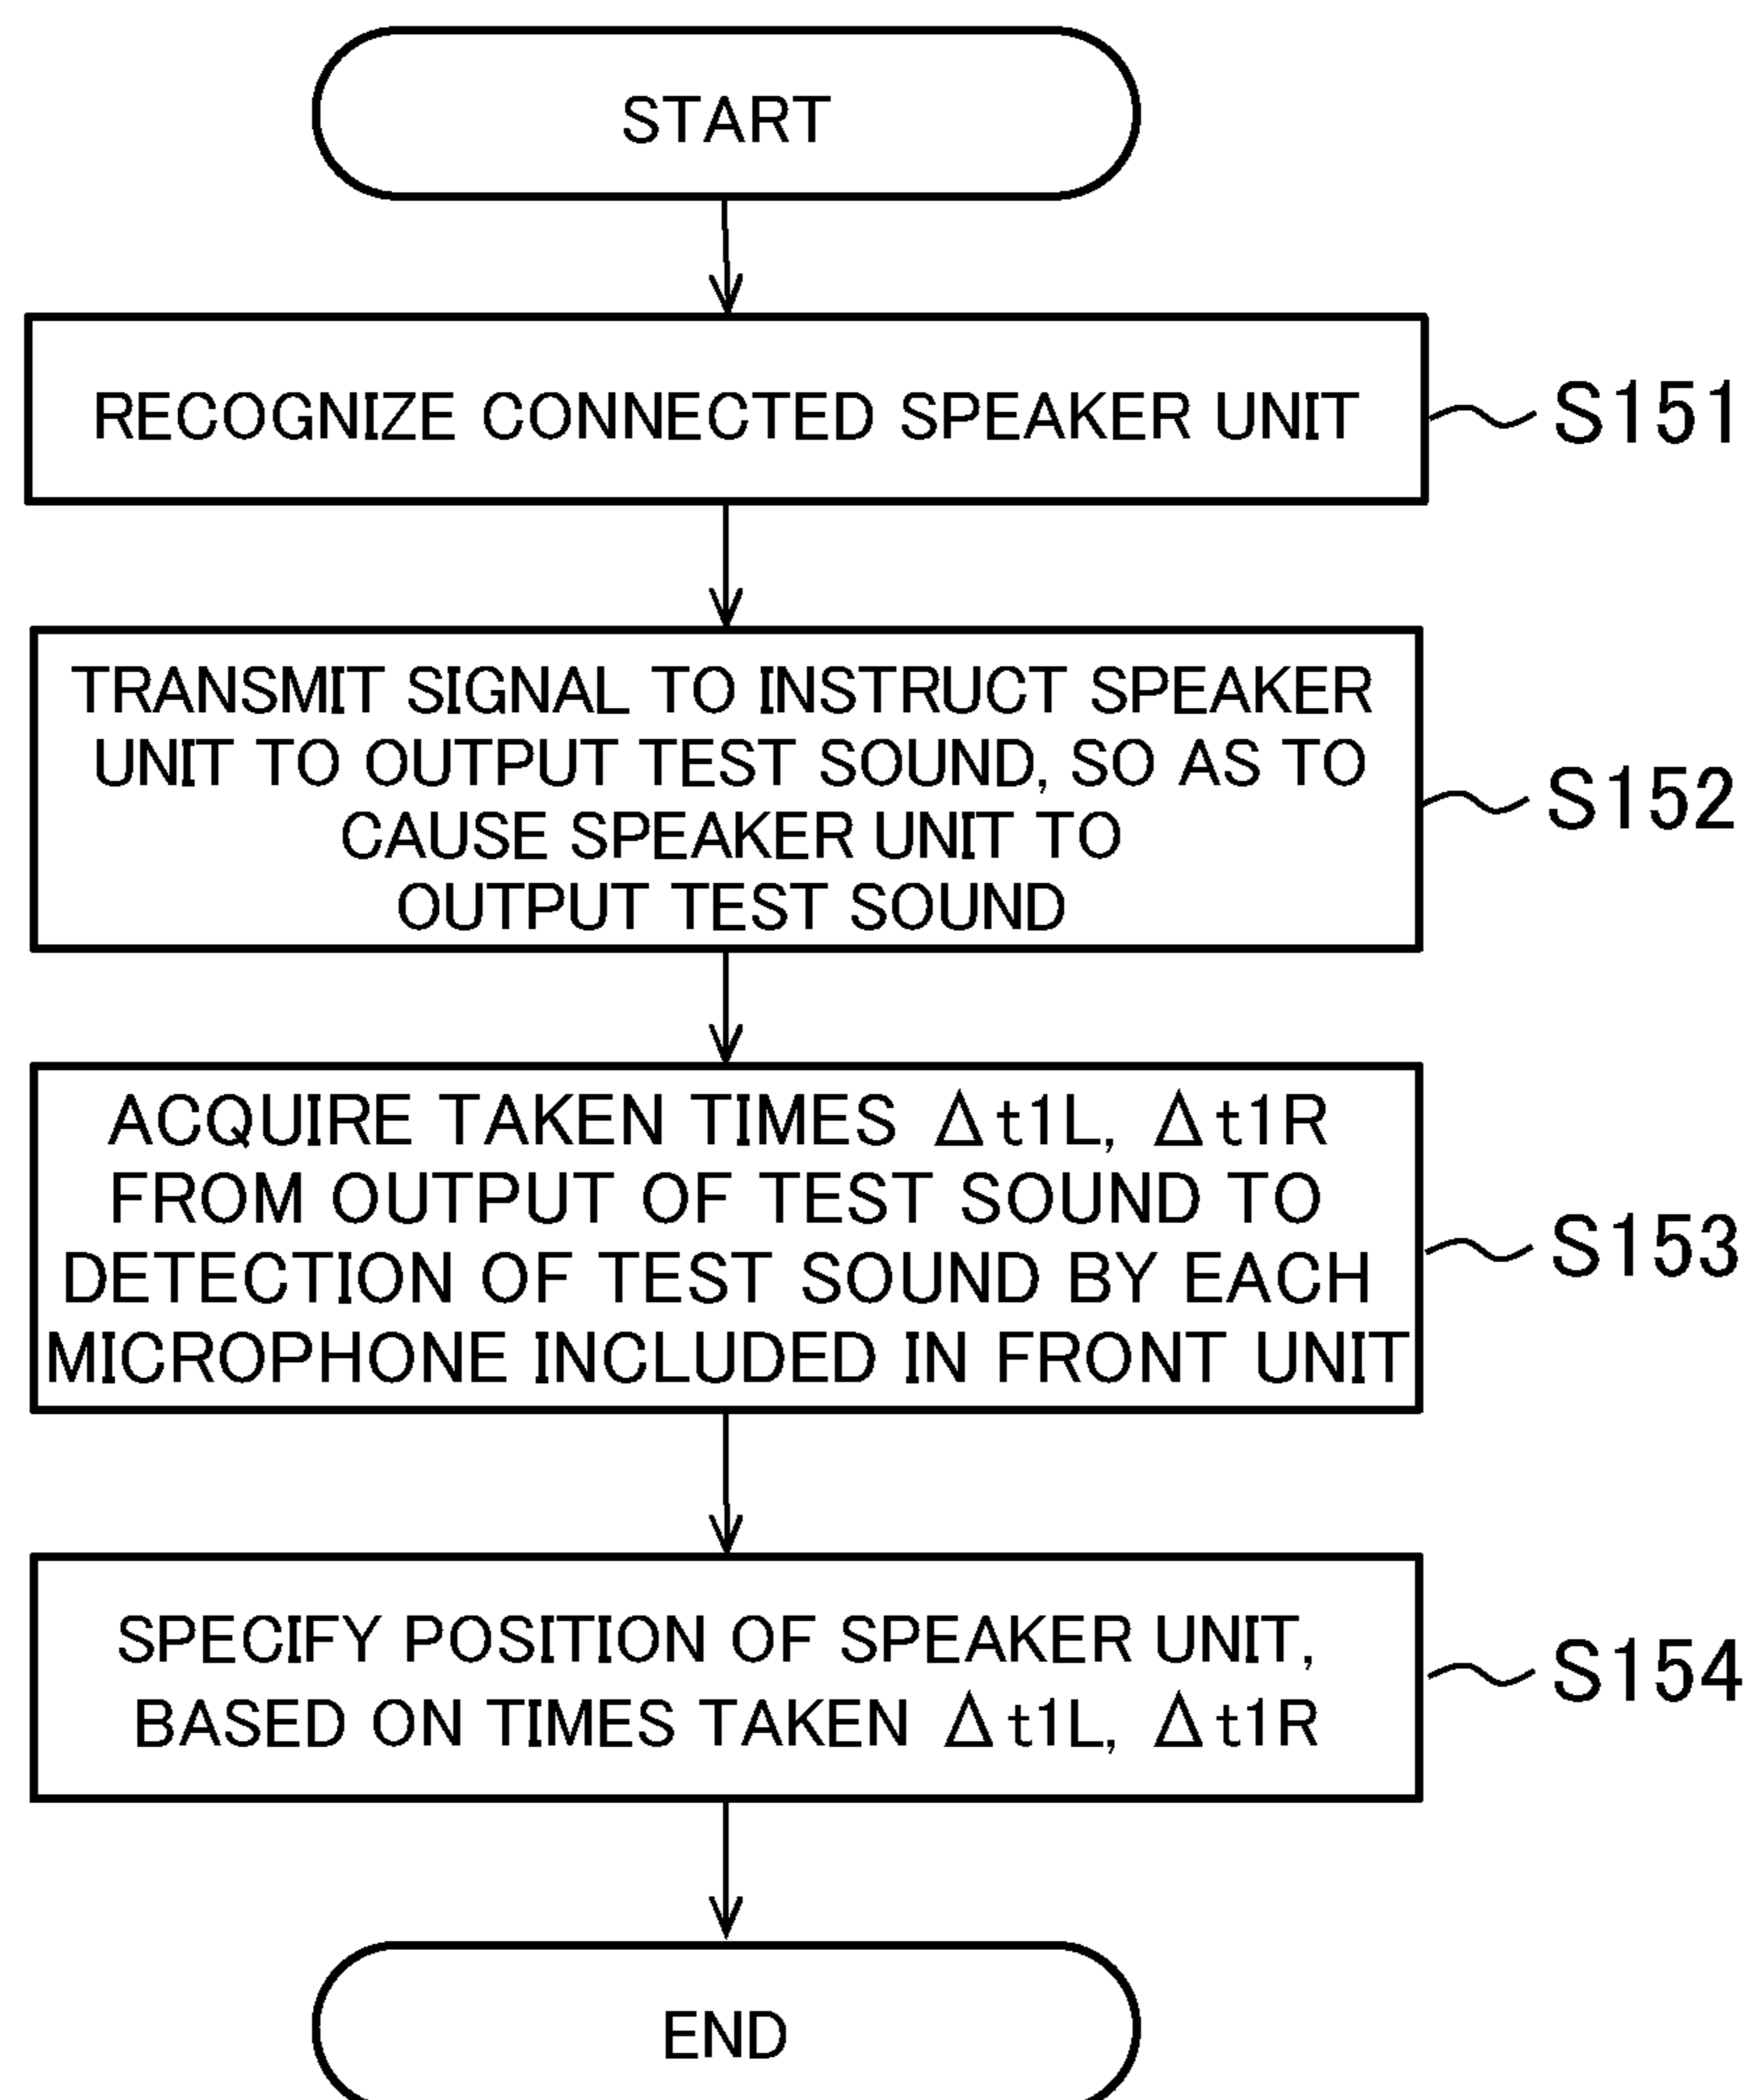 START
RECOGNIZE CONNECTED SPEAKER UNIT
S151
TRANSMIT SIGNAL TO INSTRUCT SPEAKER
UNIT TO OUTPUT TEST SOUND, SO AS TO
CAUSE SPEAKER UNIT TO
OUTPUT TEST SOUND
S152
ACQUIRE TAKEN TIMES Δt1L, Δt1R
FROM OUTPUT OF TEST SOUND TO
DETECTION OF TEST SOUND BY EACH
MICROPHONE INCLUDED IN FRONT UNIT
S153
SPECIFY POSITION OF SPEAKER UNIT,
BASED ON TIMES TAKEN Δt1L, Δt1R
S154
END